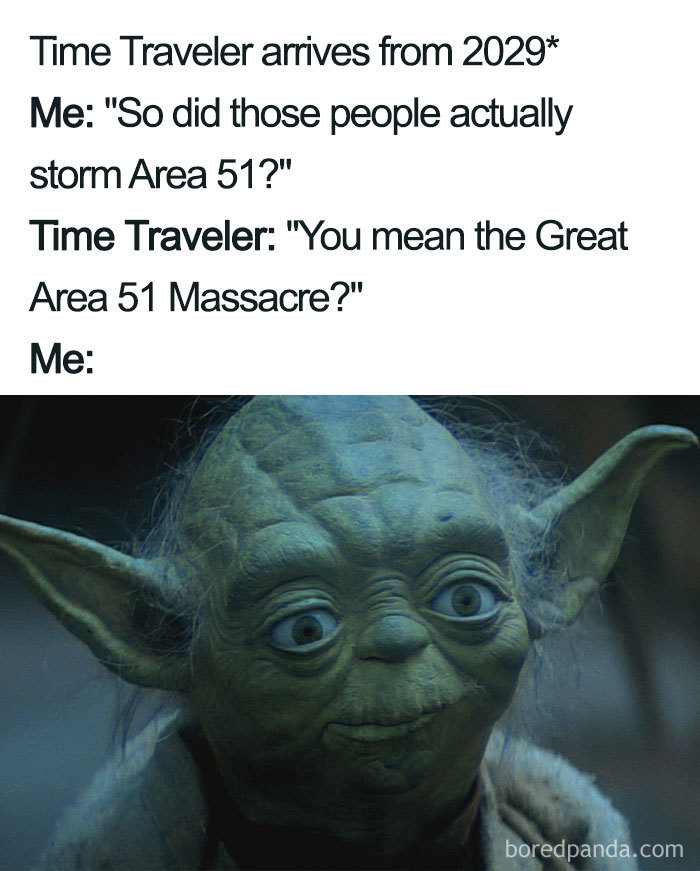 Time Traveler arrives from 2029*
Me: "So did those people actually
storm Area 51?"
Time Traveler: "You mean the Great
Area 51 Massacre?"
Me:
boredpanda.com